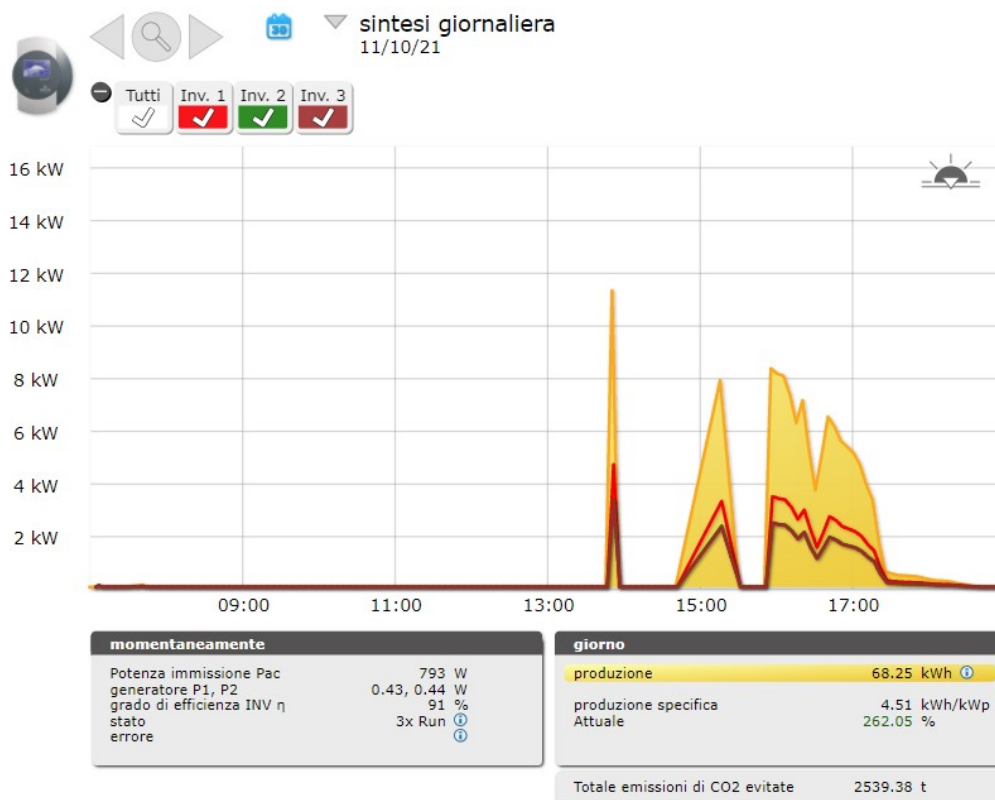 sintesi giornaliera
11/10/21
30
Tutti Inv. 1 Inv. 2 Inv. 3
16 kW
14 kW
12 kW
10 kW
8 kW
6 kW
4 kW
2 kW
09:00 11:00 13:00 15:00 17:00
momentaneamente
Potenza immissione Pac 793 W
generatore P1, P2 0.43, 0.44 W
grado di efficienza INV η 91 %
stato 3x Run
errore
giorno
produzione 68.25 kWh
produzione specifica 4.51 kWh/kWp
Attuale 262.05 %
Totale emissioni di CO2 evitate 2539.38 t